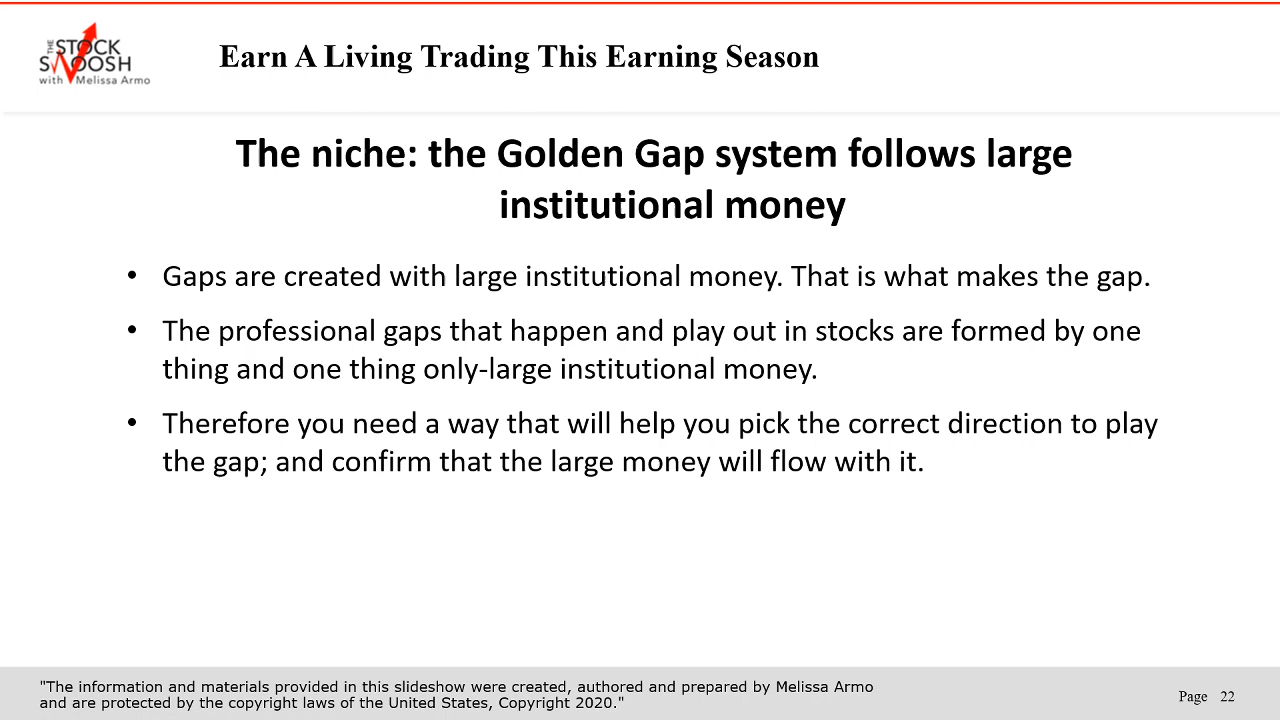 THE
STOCK
SWOOSH
with Melissa Armo
Earn A Living Trading This Earning Season
The niche: the Golden Gap system follows large
institutional money
• Gaps are created with large institutional money. That is what makes the gap.
• The professional gaps that happen and play out in stocks are formed by one
thing and one thing only-large institutional money.
• Therefore you need a way that will help you pick the correct direction to play
the gap; and confirm that the large money will flow with it.
"The information and materials provided in this slideshow were created, authored and prepared by Melissa Armo
and are protected by the copyright laws of the United States, Copyright 2020."
Page 22